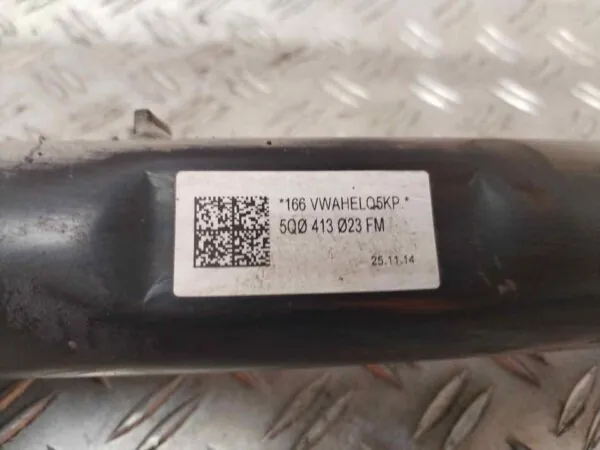 *166 VWAHELQ5KP.*
5QØ 413 Ø23 FM
25.11.14